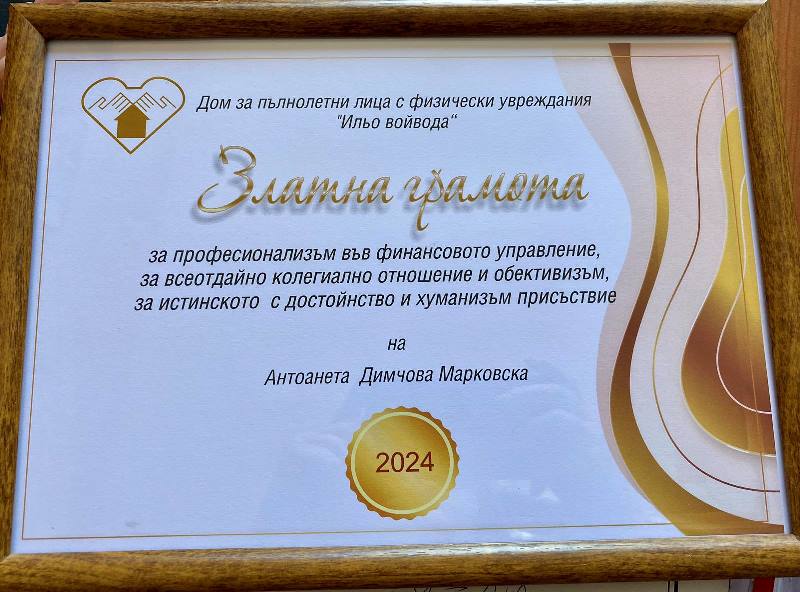 Дом за пълнолетни лица с физически увреждания
"Ильо войвода“
Златна грамота
за професионализъм във финансовото управление,
за всеотдайно колегиално отношение и обективизъм,
за истинското с достойнство и хуманизъм присъствие
на
Антоанета Димчова Марковска
2024